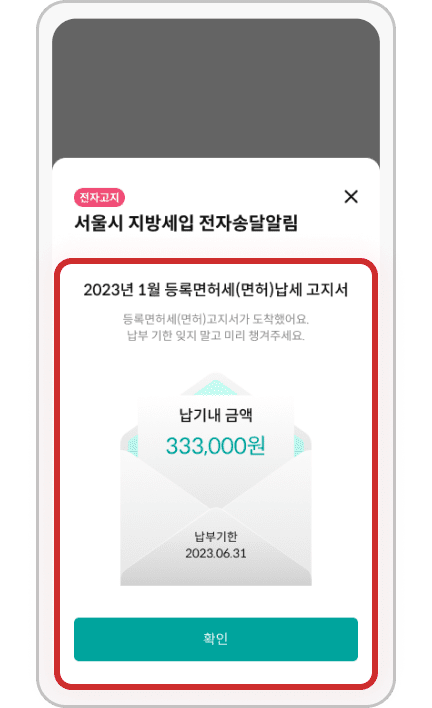 전자고지
서울시 지방세입 전자송달알림
2023년 1월 등록면허세(면허)납세 고지서
등록면허세(면허)고지서가 도착했어요.
납부 기한 잊지 말고 미리 챙겨주세요.
납기내 금액
333,000원
납부기한
2023.06.31
확인